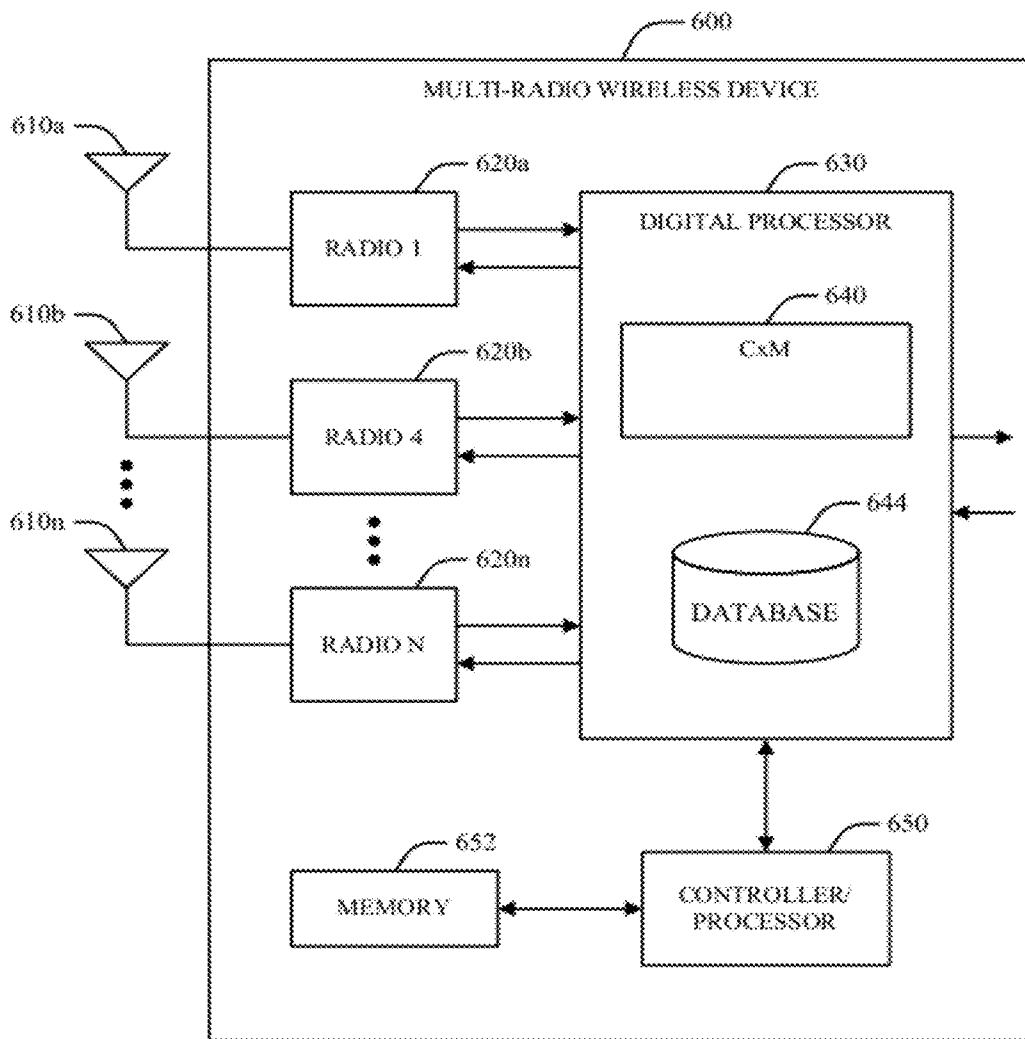 600
MULTI-RADIO WIRELESS DEVICE
610a
620a
630
RADIO 1
DIGITAL PROCESSOR
640
CxM
610b
620b
RADIO 4
610n
620n
644
DATABASE
RADIO N
652
650
MEMORY
CONTROLLER/
PROCESSOR